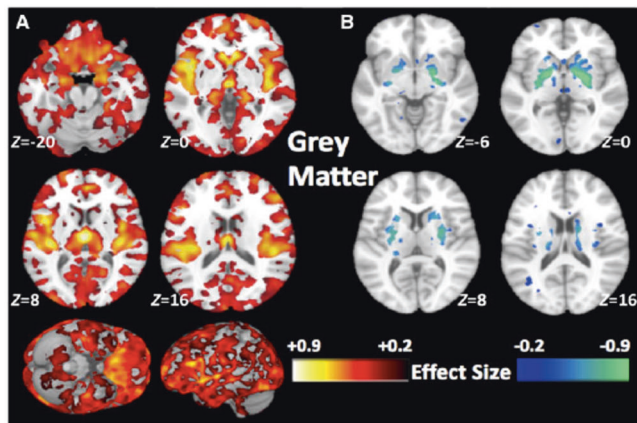 A
B
Z=-20
Z=0
Grey
Matter
Z=-6
Z=0
Z=8
Z=16
Z=8
Z=16
+0.9
+0.2
Effect Size
-0.2
-0.9